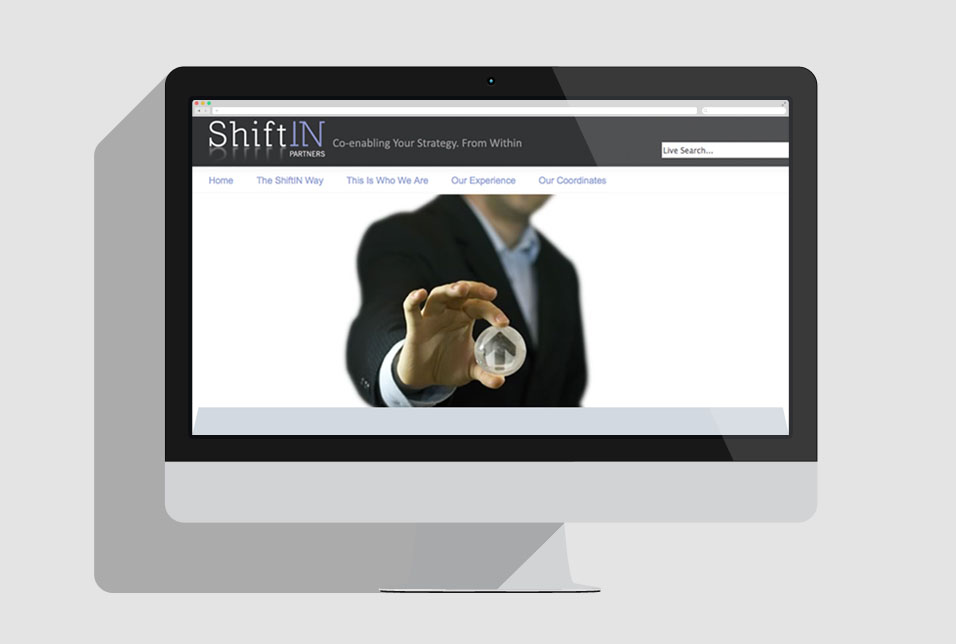 ShiftIN
PARTNERS
Co-enabling Your Strategy. From Within
Live Search...
Home The ShiftIN Way This Is Who We Are Our Experience Our Coordinates